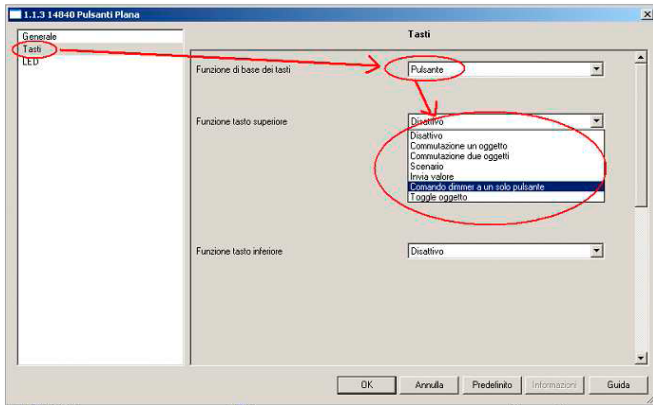 1.1.3 14840 Pulsanti Plana
Generale
Tasti
LED
Tasti
Funzione di base dei tasti
Pulsante
Funzione tasto superiore
Disattivo
Disattivo
Commutazione un oggetto
Commutazione due oggetti
Scenario
Invia valore
Comando dimmer a un solo pulsante
Toggle oggetto
Funzione tasto inferiore
Disattivo
OK
Annulla
Predefinito
Informazioni
Guida